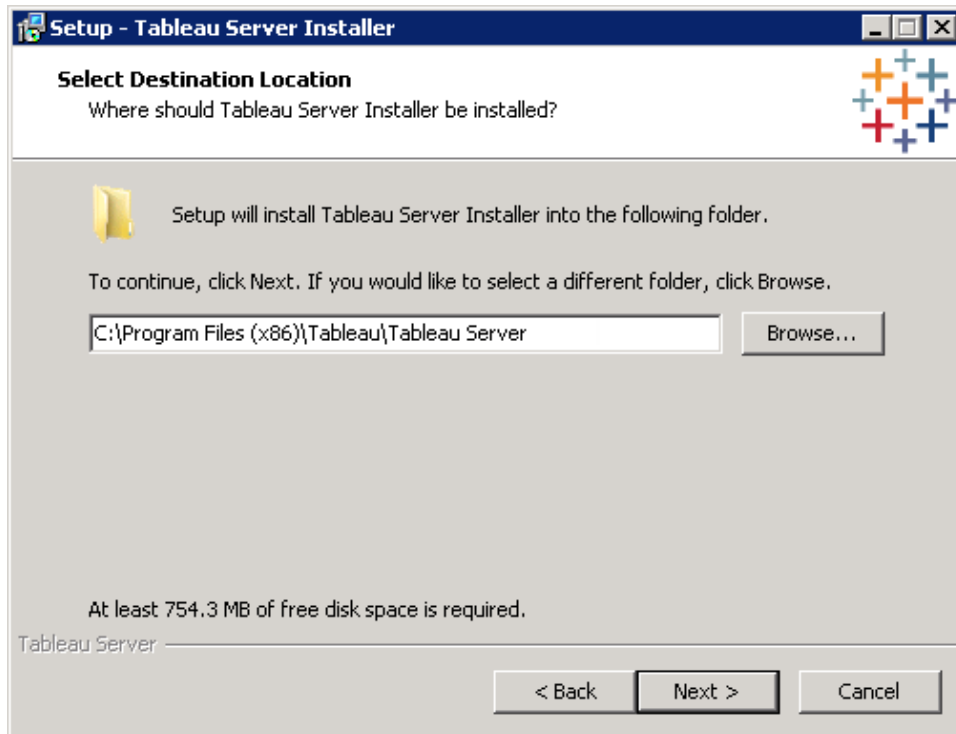 Setup - Tableau Server Installer
Select Destination Location
Where should Tableau Server Installer be installed?
Setup will install Tableau Server Installer into the following folder.
To continue, click Next. If you would like to select a different folder, click Browse.
C:\Program Files (x86)\Tableau\Tableau Server
Browse...
At least 754.3 MB of free disk space is required.
Tableau Server
< Back
Next >
Cancel